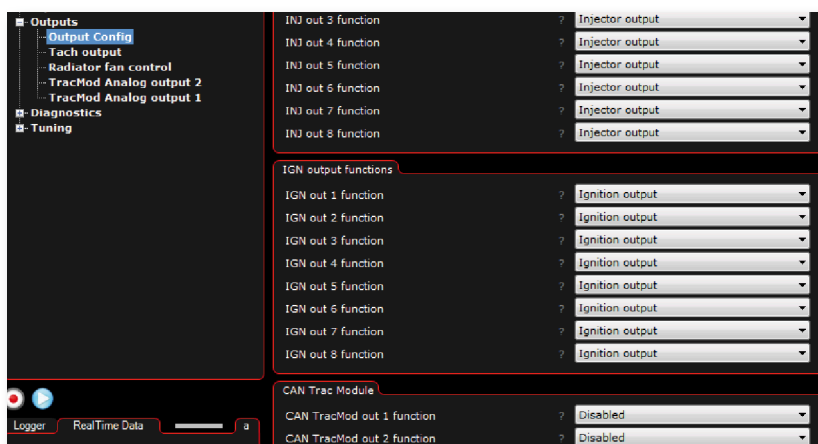 Outputs
Output Config
Tach output
Radiator fan control
TracMod Analog output 2
TracMod Analog output 1
Diagnostics
Tuning
INJ out 3 function ? Injector output
INJ out 4 function ? Injector output
INJ out 5 function ? Injector output
INJ out 6 function ? Injector output
INJ out 7 function ? Injector output
INJ out 8 function ? Injector output
IGN output functions
IGN out 1 function ? Ignition output
IGN out 2 function ? Ignition output
IGN out 3 function ? Ignition output
IGN out 4 function ? Ignition output
IGN out 5 function ? Ignition output
IGN out 6 function ? Ignition output
IGN out 7 function ? Ignition output
IGN out 8 function ? Ignition output
CAN Trac Module
CAN TracMod out 1 function ? Disabled
CAN TracMod out 2 function ? Disabled
Logger RealTime Data a